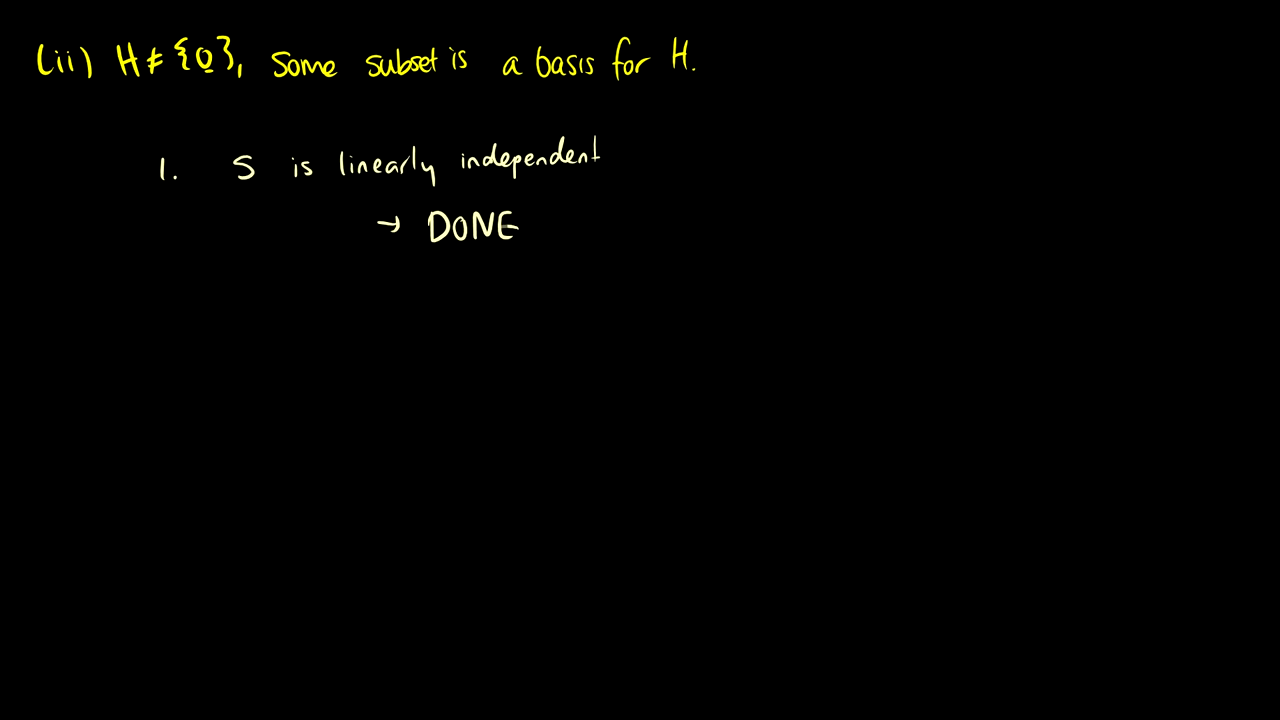 (ii) H ≠ {0}, Some subset is a basis for H.
1. S is linearly independent
→ DONE